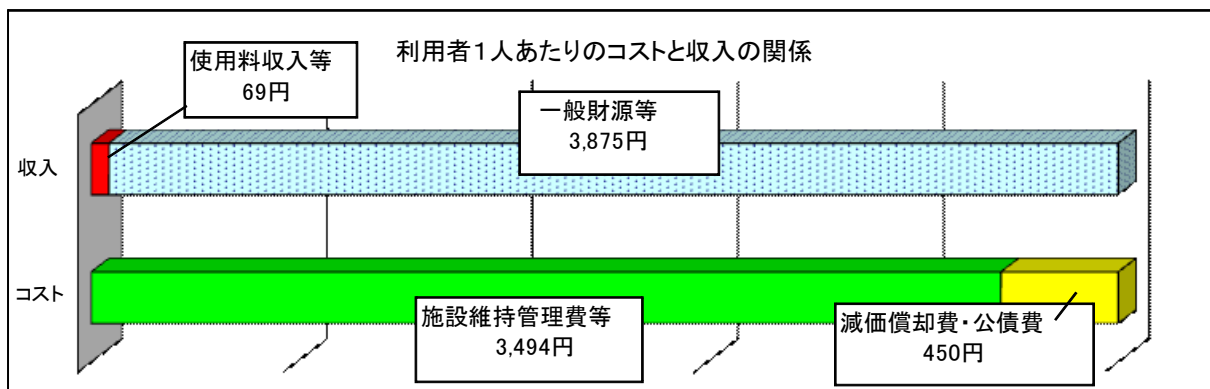 利用者1人あたりのコストと収入の関係
使用料収入等
69円
一般財源等
3,875円
収入
コスト
施設維持管理費等
3,494円
減価償却費・公債費
450円